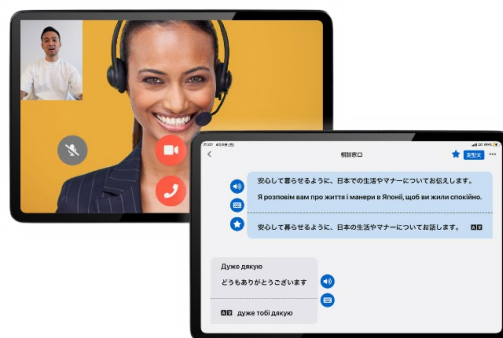 相談窓口
定型文
安心して暮らせるように、日本での生活やマナーについてお伝えします。
Я розповім вам про життя і манери в Японії, щоб ви жили спокійно.
安心して暮らせるように、日本での生活やマナーについてお話します。
Дуже дякую
どうもありがとうございます
дуже тобі дякую